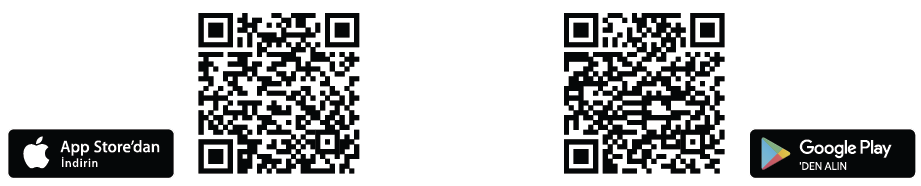 App Store’dan
İndirin
Google Play
'DEN ALIN